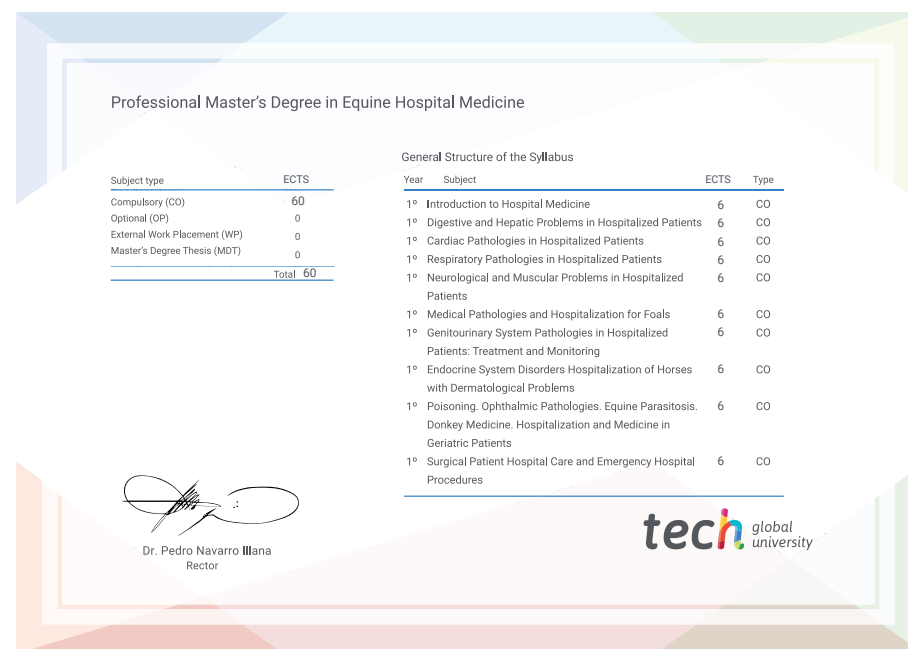 Professional Master's Degree in Equine Hospital Medicine
Subject type ECTS
Compulsory (CO) 60
Optional (OP) 0
External Work Placement (WP) 0
Master's Degree Thesis (MDT) 0
Total 60
General Structure of the Syllabus
Year Subject ECTS Type
1º Introduction to Hospital Medicine 6 CO
1º Digestive and Hepatic Problems in Hospitalized Patients 6 CO
1º Cardiac Pathologies in Hospitalized Patients 6 CO
1º Respiratory Pathologies in Hospitalized Patients 6 CO
1º Neurological and Muscular Problems in Hospitalized 6 CO
Patients
1º Medical Pathologies and Hospitalization for Foals 6 CO
1º Genitourinary System Pathologies in Hospitalized 6 CO
Patients: Treatment and Monitoring
1º Endocrine System Disorders Hospitalization of Horses 6 CO
with Dermatological Problems
1º Poisoning. Ophthalmic Pathologies. Equine Parasitosis. 6 CO
Donkey Medicine. Hospitalization and Medicine in
Geriatric Patients
1º Surgical Patient Hospital Care and Emergency Hospital 6 CO
Procedures
Dr. Pedro Navarro Illana
Rector
tech global
university